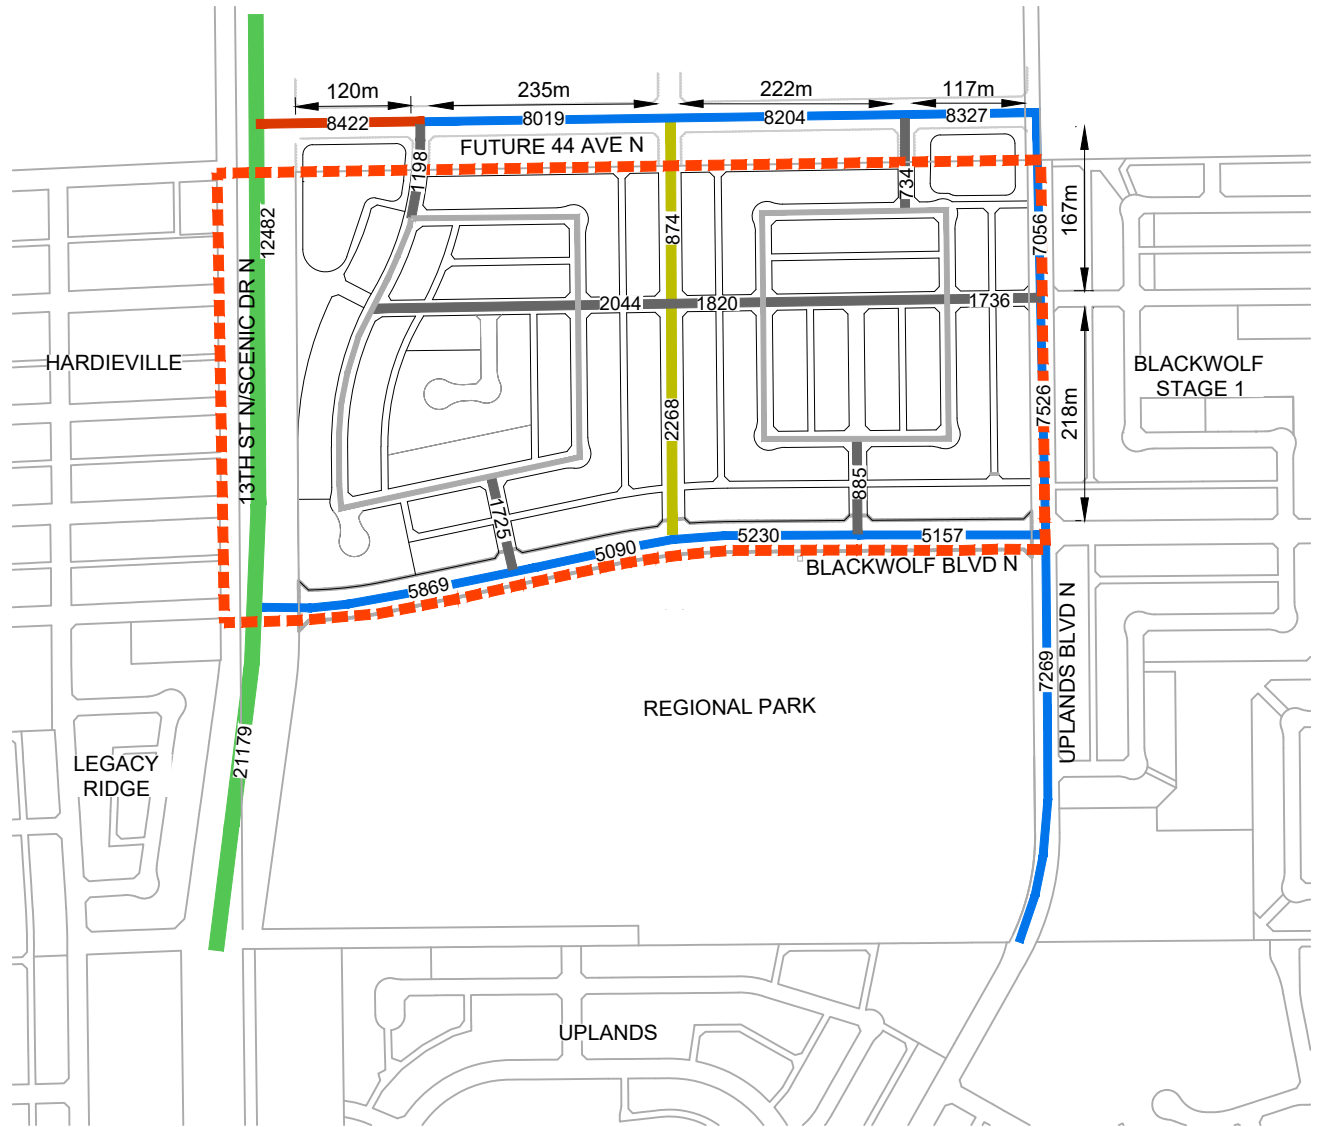 120m
235m
222m
117m
8422
8019
8204
8327
FUTURE 44 AVE N
1198
734
874
12482
7056
167m
13TH ST N/SCENIC DR N
2044
1820
1736
HARDIEVILLE
BLACKWOLF
STAGE 1
2268
7526
218m
1725
885
5869
5090
5230
5157
BLACKWOLF BLVD N
UPLANDS BLVD N
7269
REGIONAL PARK
21179
LEGACY
RIDGE
UPLANDS